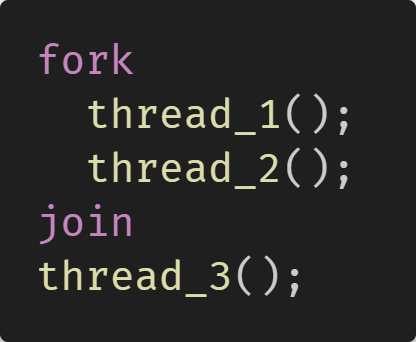 fork
  thread_1();
  thread_2();
join
thread_3();